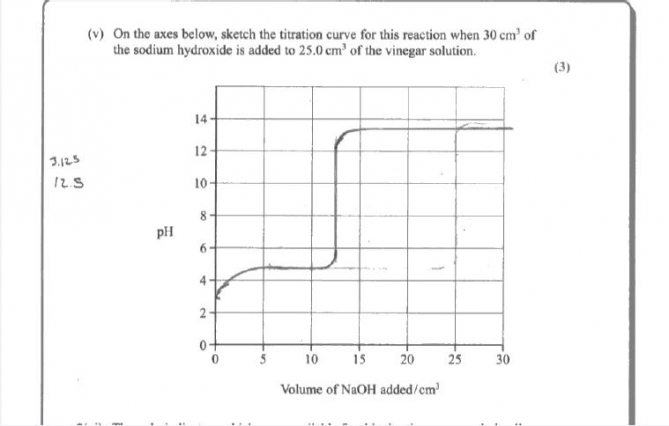 (v) On the axes below, sketch the titration curve for this reaction when 30 cm³ of
the sodium hydroxide is added to 25.0 cm³ of the vinegar solution.
(3)
14
12
3.125
12.5
10
8
pH
6
4
2
0
0 5 10 15 20 25 30
Volume of NaOH added/cm³